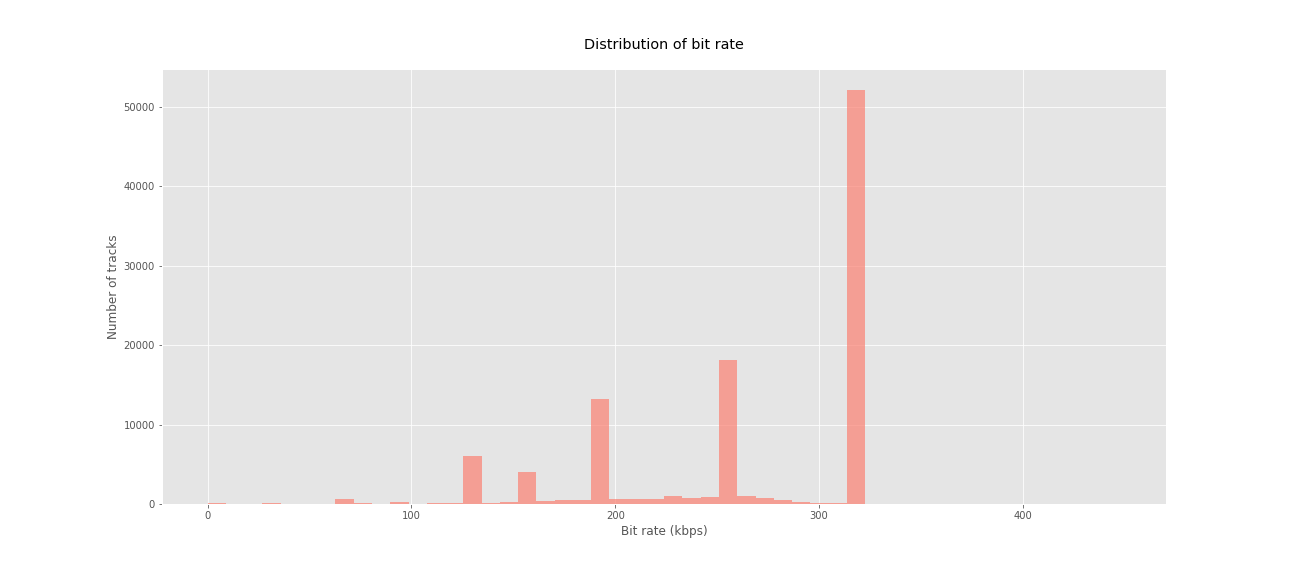 Distribution of bit rate
Number of tracks
50000
40000
30000
20000
10000
0
0 100 200 300 400
Bit rate (kbps)